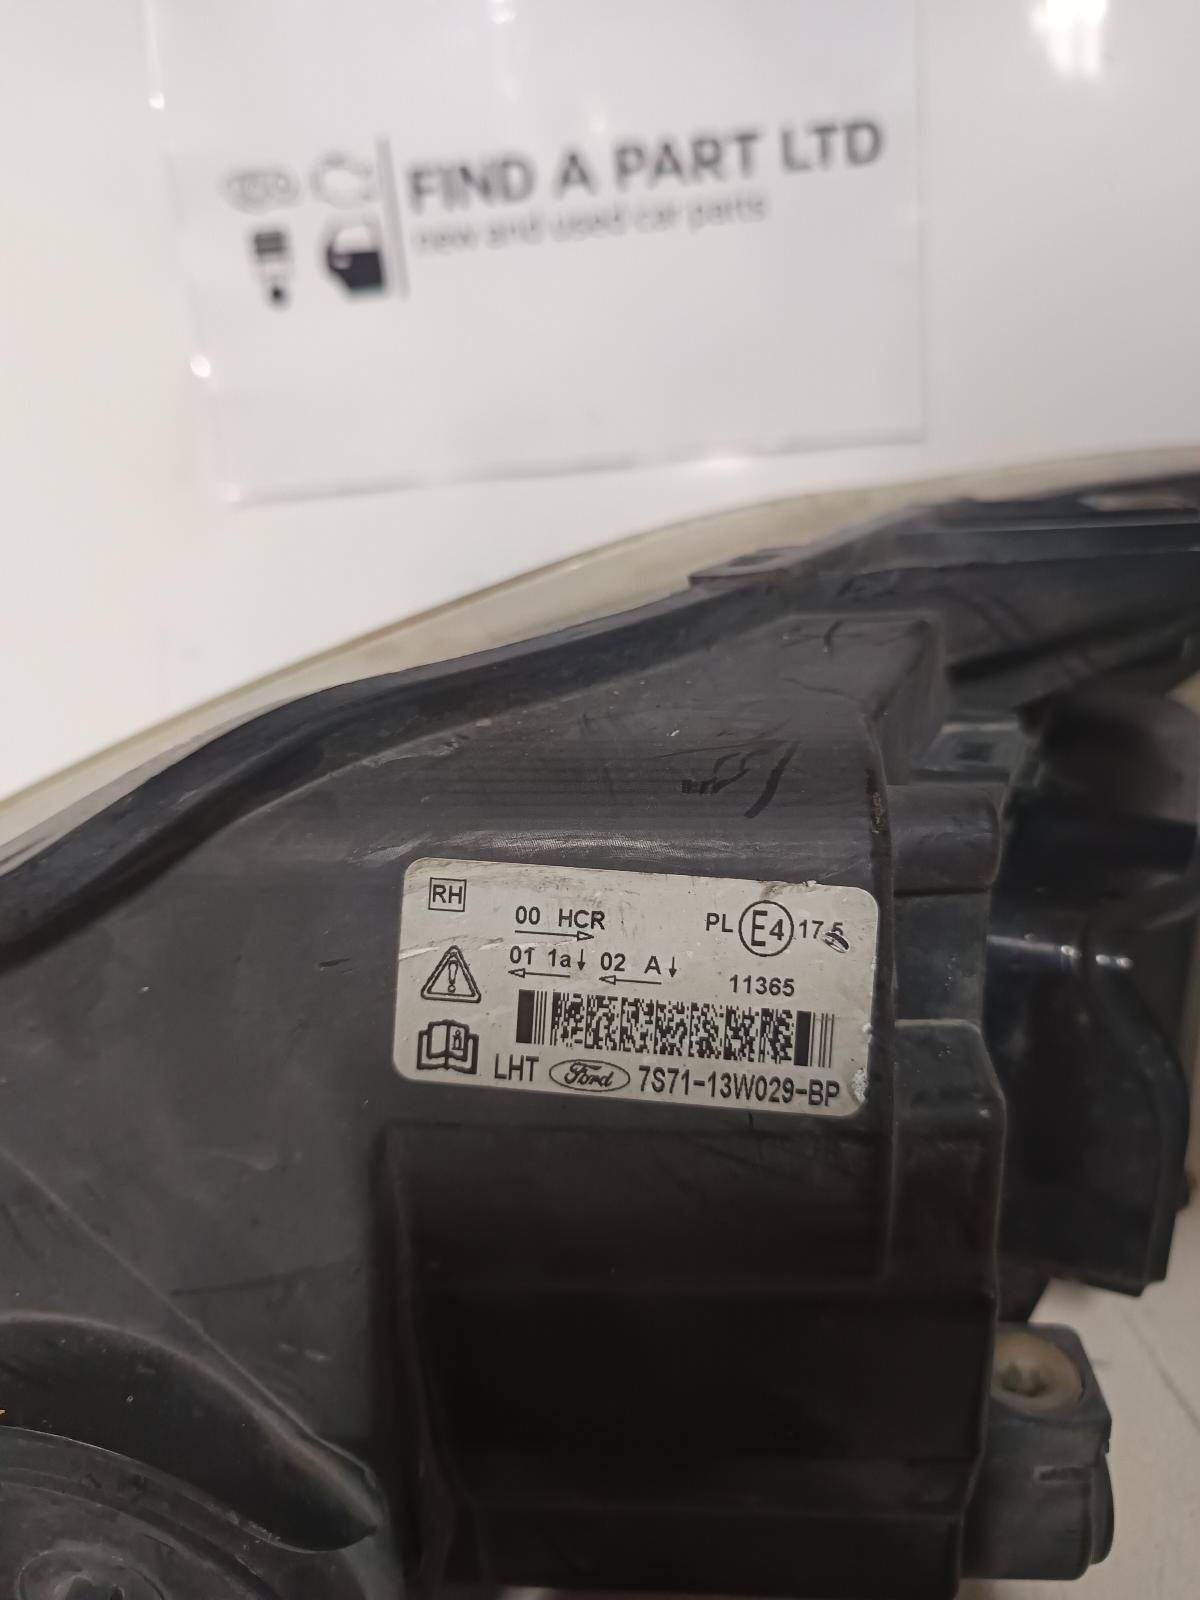 FIND A PART LTD
new and used car parts
RH
00 HCR
PL E4 17.5
01 1a↓ 02 A↓
11365
LHT Ford 7S71-13W029-BP